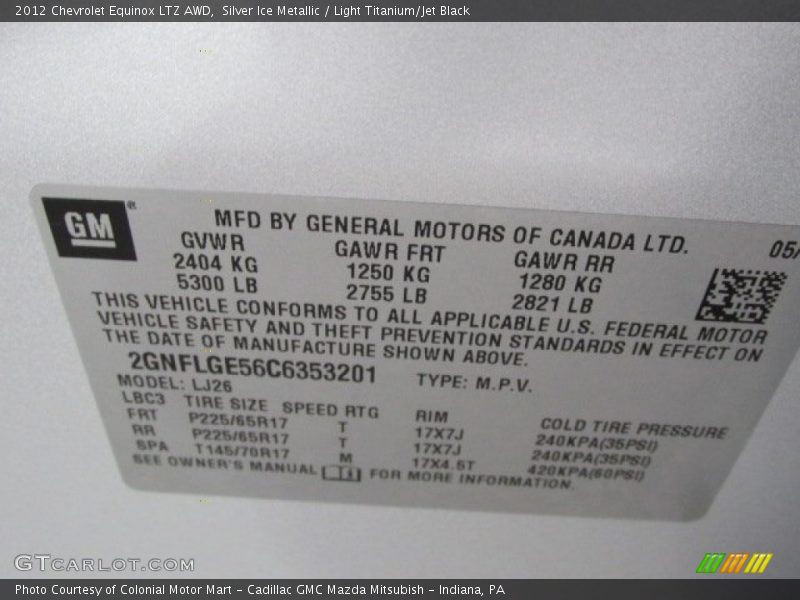 2012 Chevrolet Equinox LTZ AWD, Silver Ice Metallic / Light Titanium/Jet Black
GM®
MFD BY GENERAL MOTORS OF CANADA LTD. 05/
GVWR GAWR FRT GAWR RR
2404 KG 1250 KG 1280 KG
5300 LB 2755 LB 2821 LB
THIS VEHICLE CONFORMS TO ALL APPLICABLE U.S. FEDERAL MOTOR
VEHICLE SAFETY AND THEFT PREVENTION STANDARDS IN EFFECT ON
THE DATE OF MANUFACTURE SHOWN ABOVE.
2GNFLGE56C6353201 TYPE: M.P.V.
MODEL: LJ26
LBC3 TIRE SIZE SPEED RTG RIM COLD TIRE PRESSURE
FRT P225/65R17 T 17X7J 240KPA(35PSI)
RR P225/65R17 T 17X7J 240KPA(35PSI)
SPA T145/70R17 M 17X4.5T 420KPA(60PSI)
SEE OWNER'S MANUAL FOR MORE INFORMATION.
GTCARLOT.COM
Photo Courtesy of Colonial Motor Mart - Cadillac GMC Mazda Mitsubish - Indiana, PA